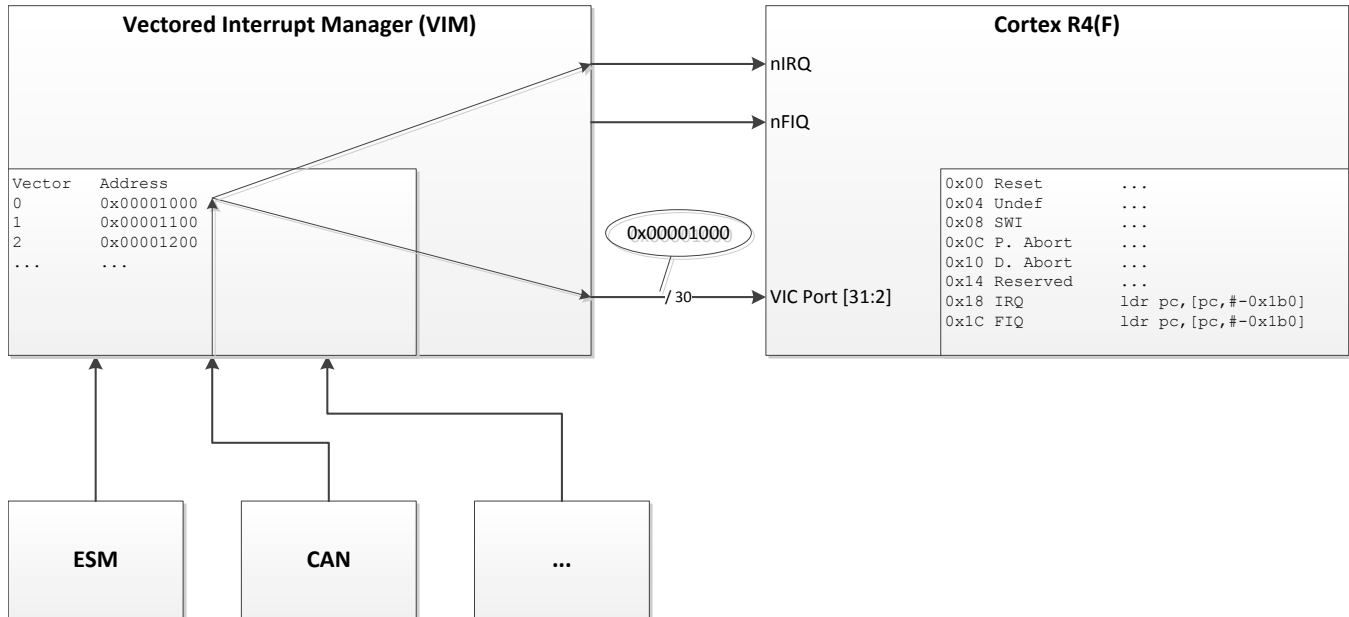 Vectored Interrupt Manager (VIM)
Cortex R4(F)
nIRQ
nFIQ
Vector Address
0 0x00001000
1 0x00001100
2 0x00001200
... ...
0x00001000
/ 30
VIC Port [31:2]
0x00 Reset ...
0x04 Undef ...
0x08 SWI ...
0x0C P. Abort ...
0x10 D. Abort ...
0x14 Reserved ...
0x18 IRQ ldr pc,[pc,#-0x1b0]
0x1C FIQ ldr pc,[pc,#-0x1b0]
ESM
CAN
...